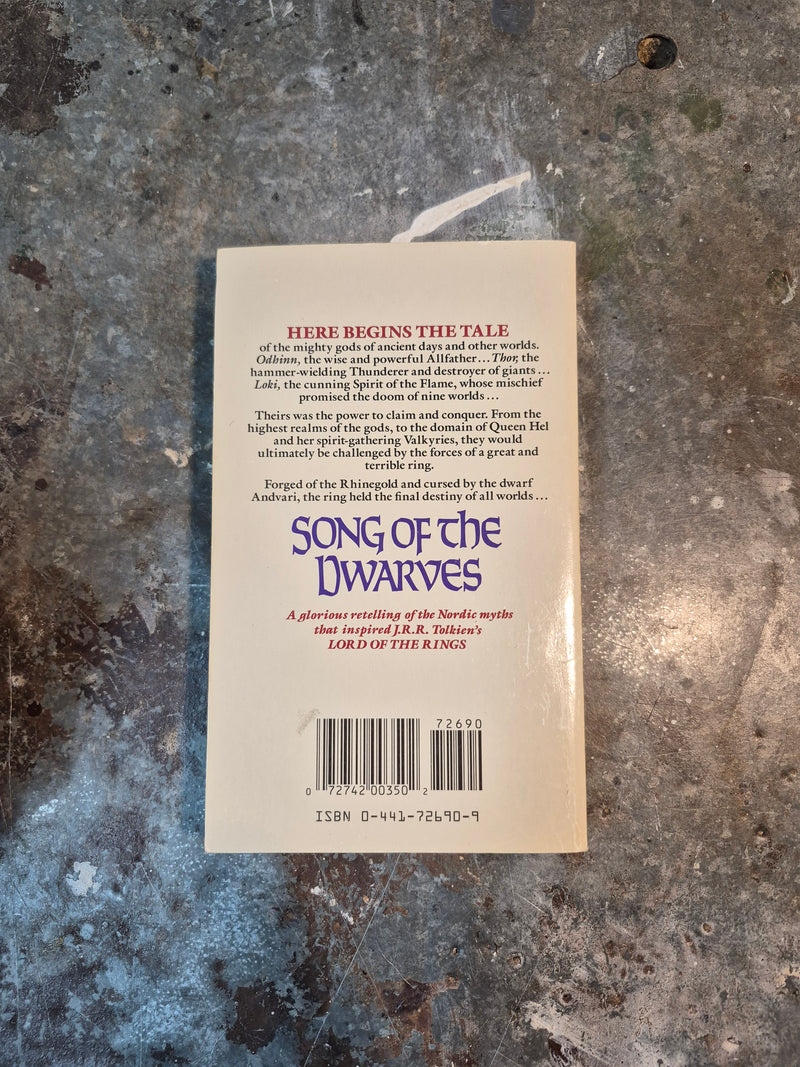 HERE BEGINS THE TALE
of the mighty gods of ancient days and other worlds.
Odhinn, the wise and powerful Allfather... Thor, the
hammer-wielding Thunderer and destroyer of giants...
Loki, the cunning Spirit of the Flame, whose mischief
promised the doom of nine worlds...
Theirs was the power to claim and conquer. From the
highest realms of the gods, to the domain of Queen Hel
and her spirit-gathering Valkyries, they would
ultimately be challenged by the forces of a great and
terrible ring.
Forged of the Rhinegold and cursed by the dwarf
Andvari, the ring held the final destiny of all worlds...
SONG OF the
DWARVES
A glorious retelling of the Nordic myths
that inspired J.R.R. Tolkien's
LORD OF THE RINGS
72690
0 72742 00350 2
ISBN 0-441-72690-9